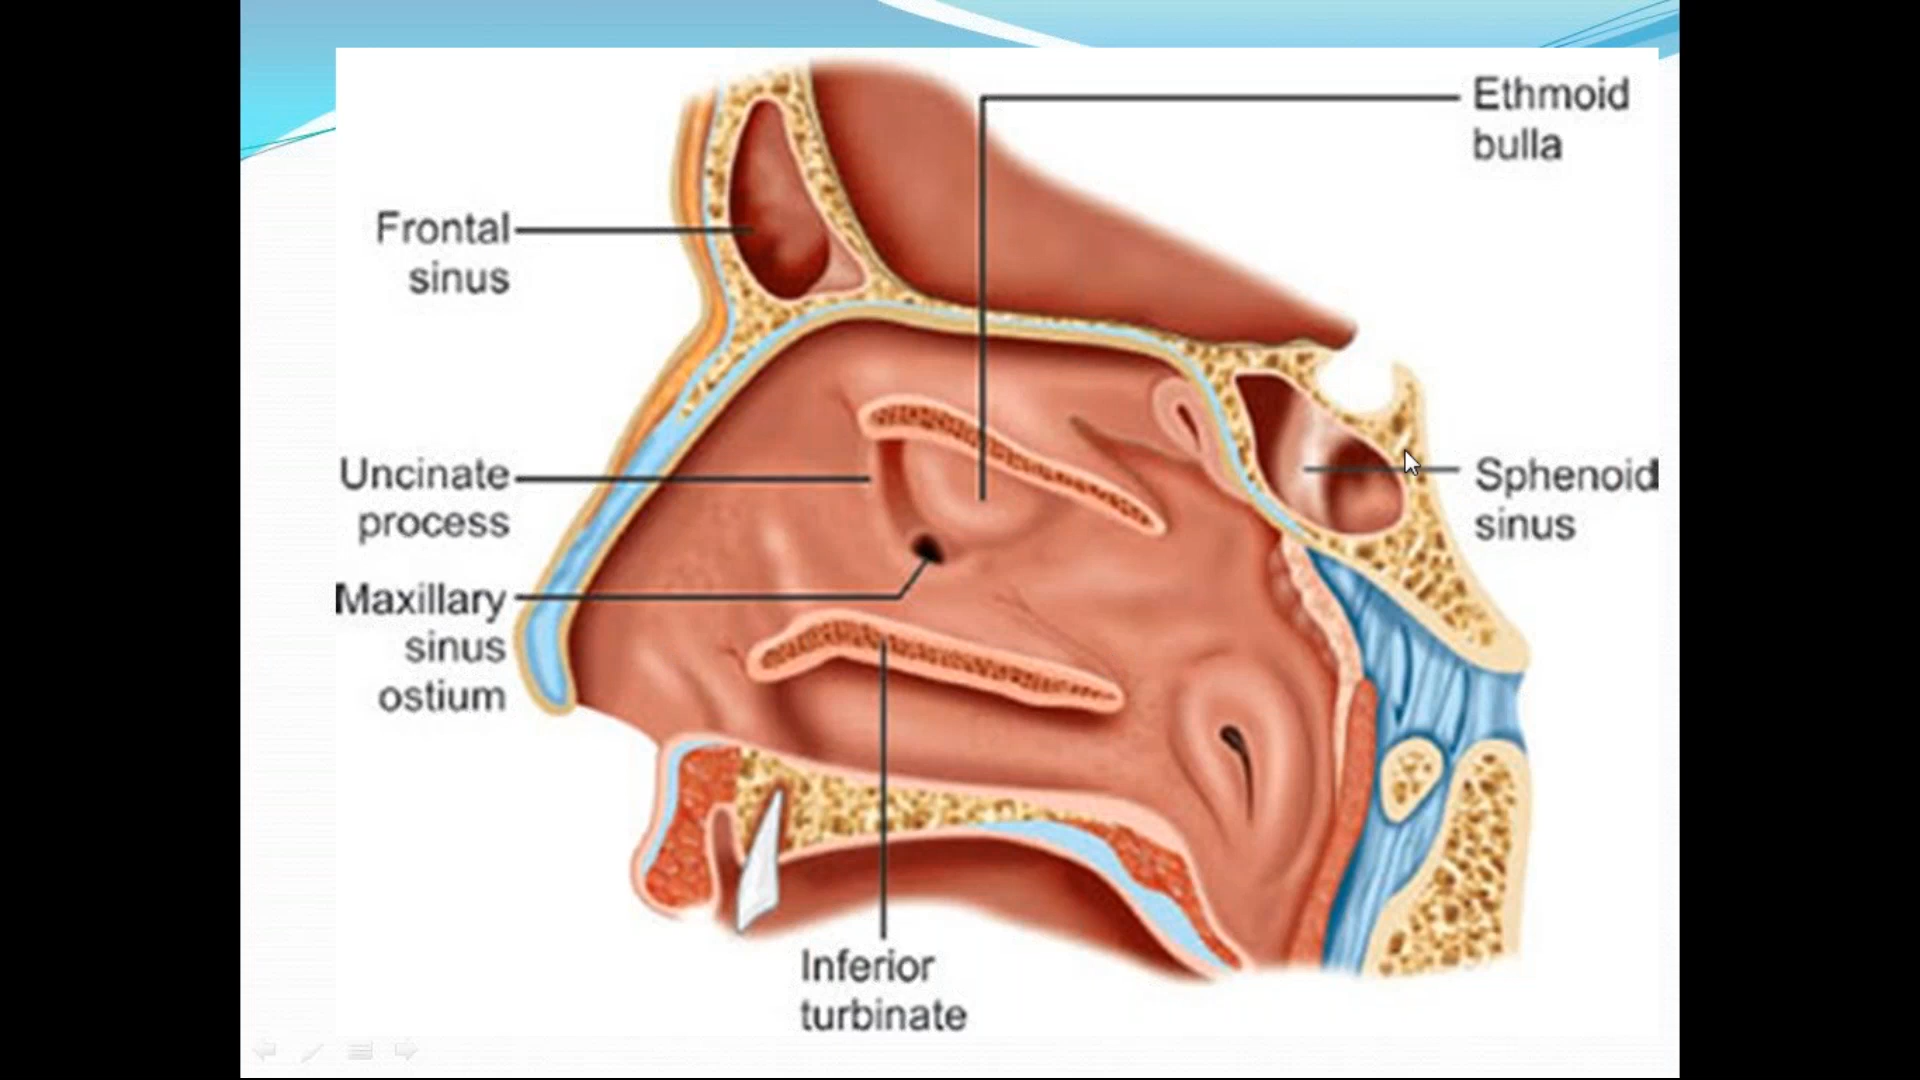 Ethmoid
bulla
Frontal
sinus
Uncinate
process
Sphenoid
sinus
Maxillary
sinus
ostium
Inferior
turbinate